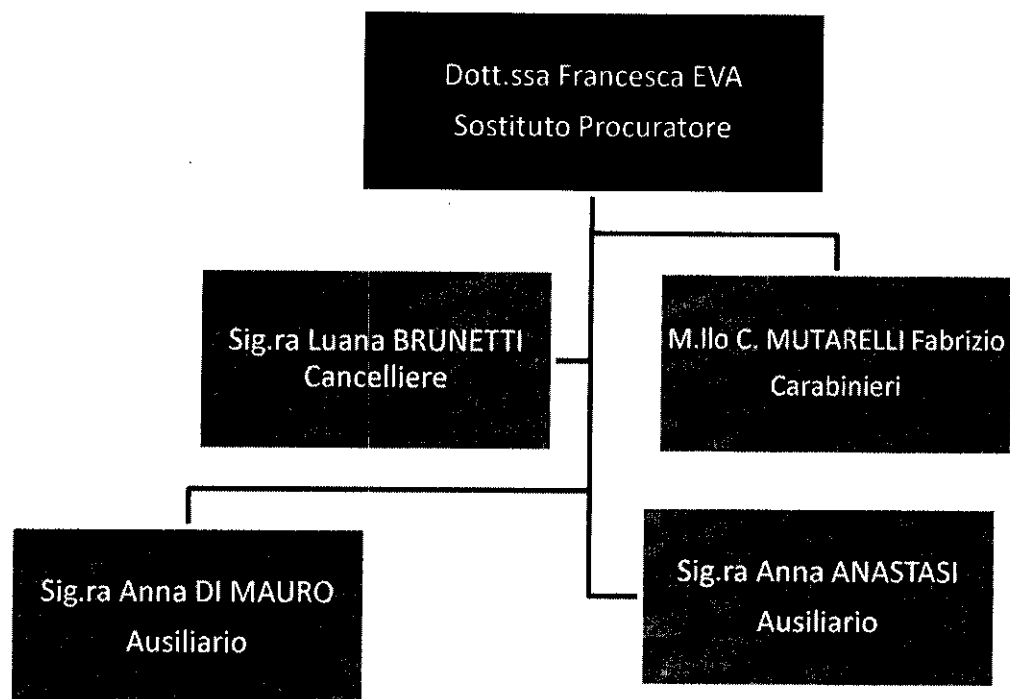 Dott.ssa Francesca EVA
Sostituto Procuratore
Sig.ra Luana BRUNETTI
Cancelliere
M.llo C. MUTARELLI Fabrizio
Carabinieri
Sig.ra Anna DI MAURO
Ausiliario
Sig.ra Anna ANASTASI
Ausiliario